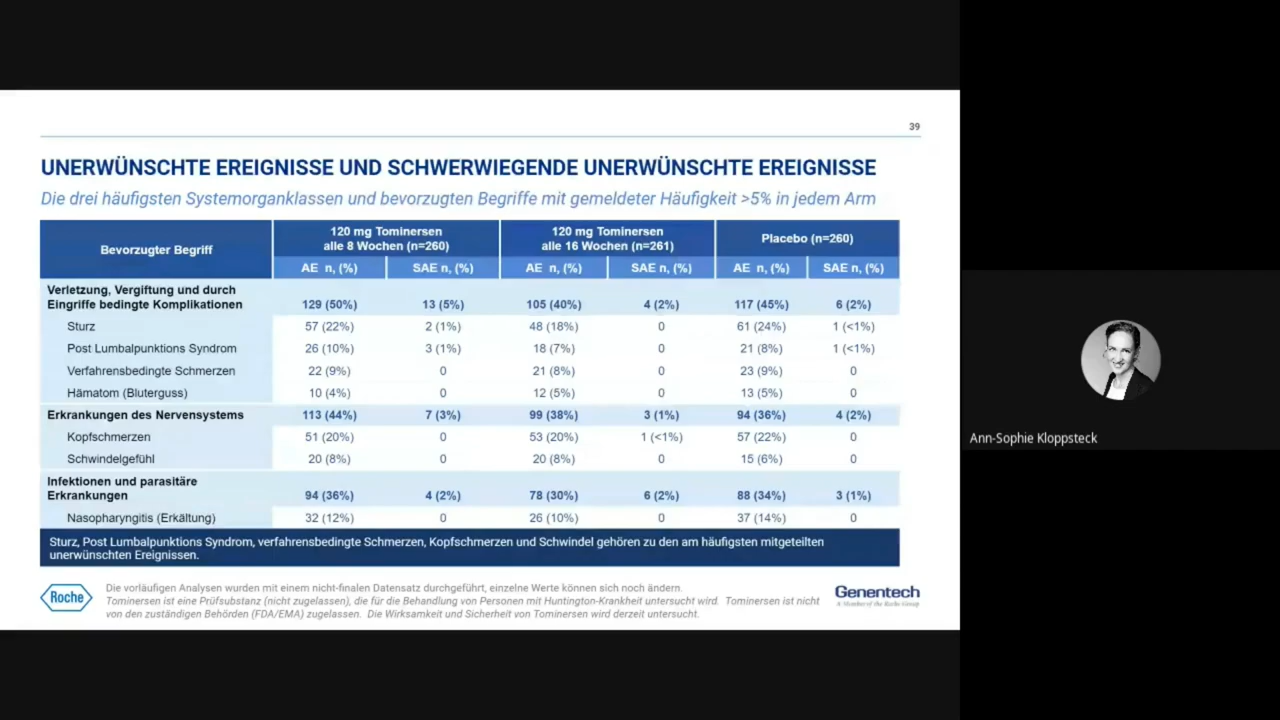 39
UNERWÜNSCHTE EREIGNISSE UND SCHWERWIEGENDE UNERWÜNSCHTE EREIGNISSE
Die drei häufigsten Systemorganklassen und bevorzugten Begriffe mit gemeldeter Häufigkeit >5% in jedem Arm
Bevorzugter Begriff
120 mg Tominersen
alle 8 Wochen (n=260)
120 mg Tominersen
alle 16 Wochen (n=261)
Placebo (n=260)
AE n, (%) SAE n, (%) AE n, (%) SAE n, (%) AE n, (%) SAE n, (%)
Verletzung, Vergiftung und durch
Eingriffe bedingte Komplikationen 129 (50%) 13 (5%) 105 (40%) 4 (2%) 117 (45%) 6 (2%)
Sturz 57 (22%) 2 (1%) 48 (18%) 0 61 (24%) 1 (<1%)
Post Lumbalpunktions Syndrom 26 (10%) 3 (1%) 18 (7%) 0 21 (8%) 1 (<1%)
Verfahrensbedingte Schmerzen 22 (9%) 0 21 (8%) 0 23 (9%) 0
Hämatom (Bluterguss) 10 (4%) 0 12 (5%) 0 13 (5%) 0
Erkrankungen des Nervensystems 113 (44%) 7 (3%) 99 (38%) 3 (1%) 94 (36%) 4 (2%)
Kopfschmerzen 51 (20%) 0 53 (20%) 1 (<1%) 57 (22%) 0
Schwindelgefühl 20 (8%) 0 20 (8%) 0 15 (6%) 0
Infektionen und parasitäre
Erkrankungen 94 (36%) 4 (2%) 78 (30%) 6 (2%) 88 (34%) 3 (1%)
Nasopharyngitis (Erkältung) 32 (12%) 0 26 (10%) 0 37 (14%) 0
Sturz, Post Lumbalpunktions Syndrom, verfahrensbedingte Schmerzen, Kopfschmerzen und Schwindel gehören zu den am häufigsten mitgeteilten
unerwünschten Ereignissen.
Roche
Die vorläufigen Analysen wurden mit einem nicht-finalen Datensatz durchgeführt, einzelne Werte können sich noch ändern.
Tominersen ist eine Prüfsubstanz (nicht zugelassen), die für die Behandlung von Personen mit Huntington-Krankheit untersucht wird. Tominersen ist nicht
von den zuständigen Behörden (FDA/EMA) zugelassen. Die Wirksamkeit und Sicherheit von Tominersen wird derzeit untersucht.
Genentech
A Member of the Roche Group
Ann-Sophie Kloppsteck